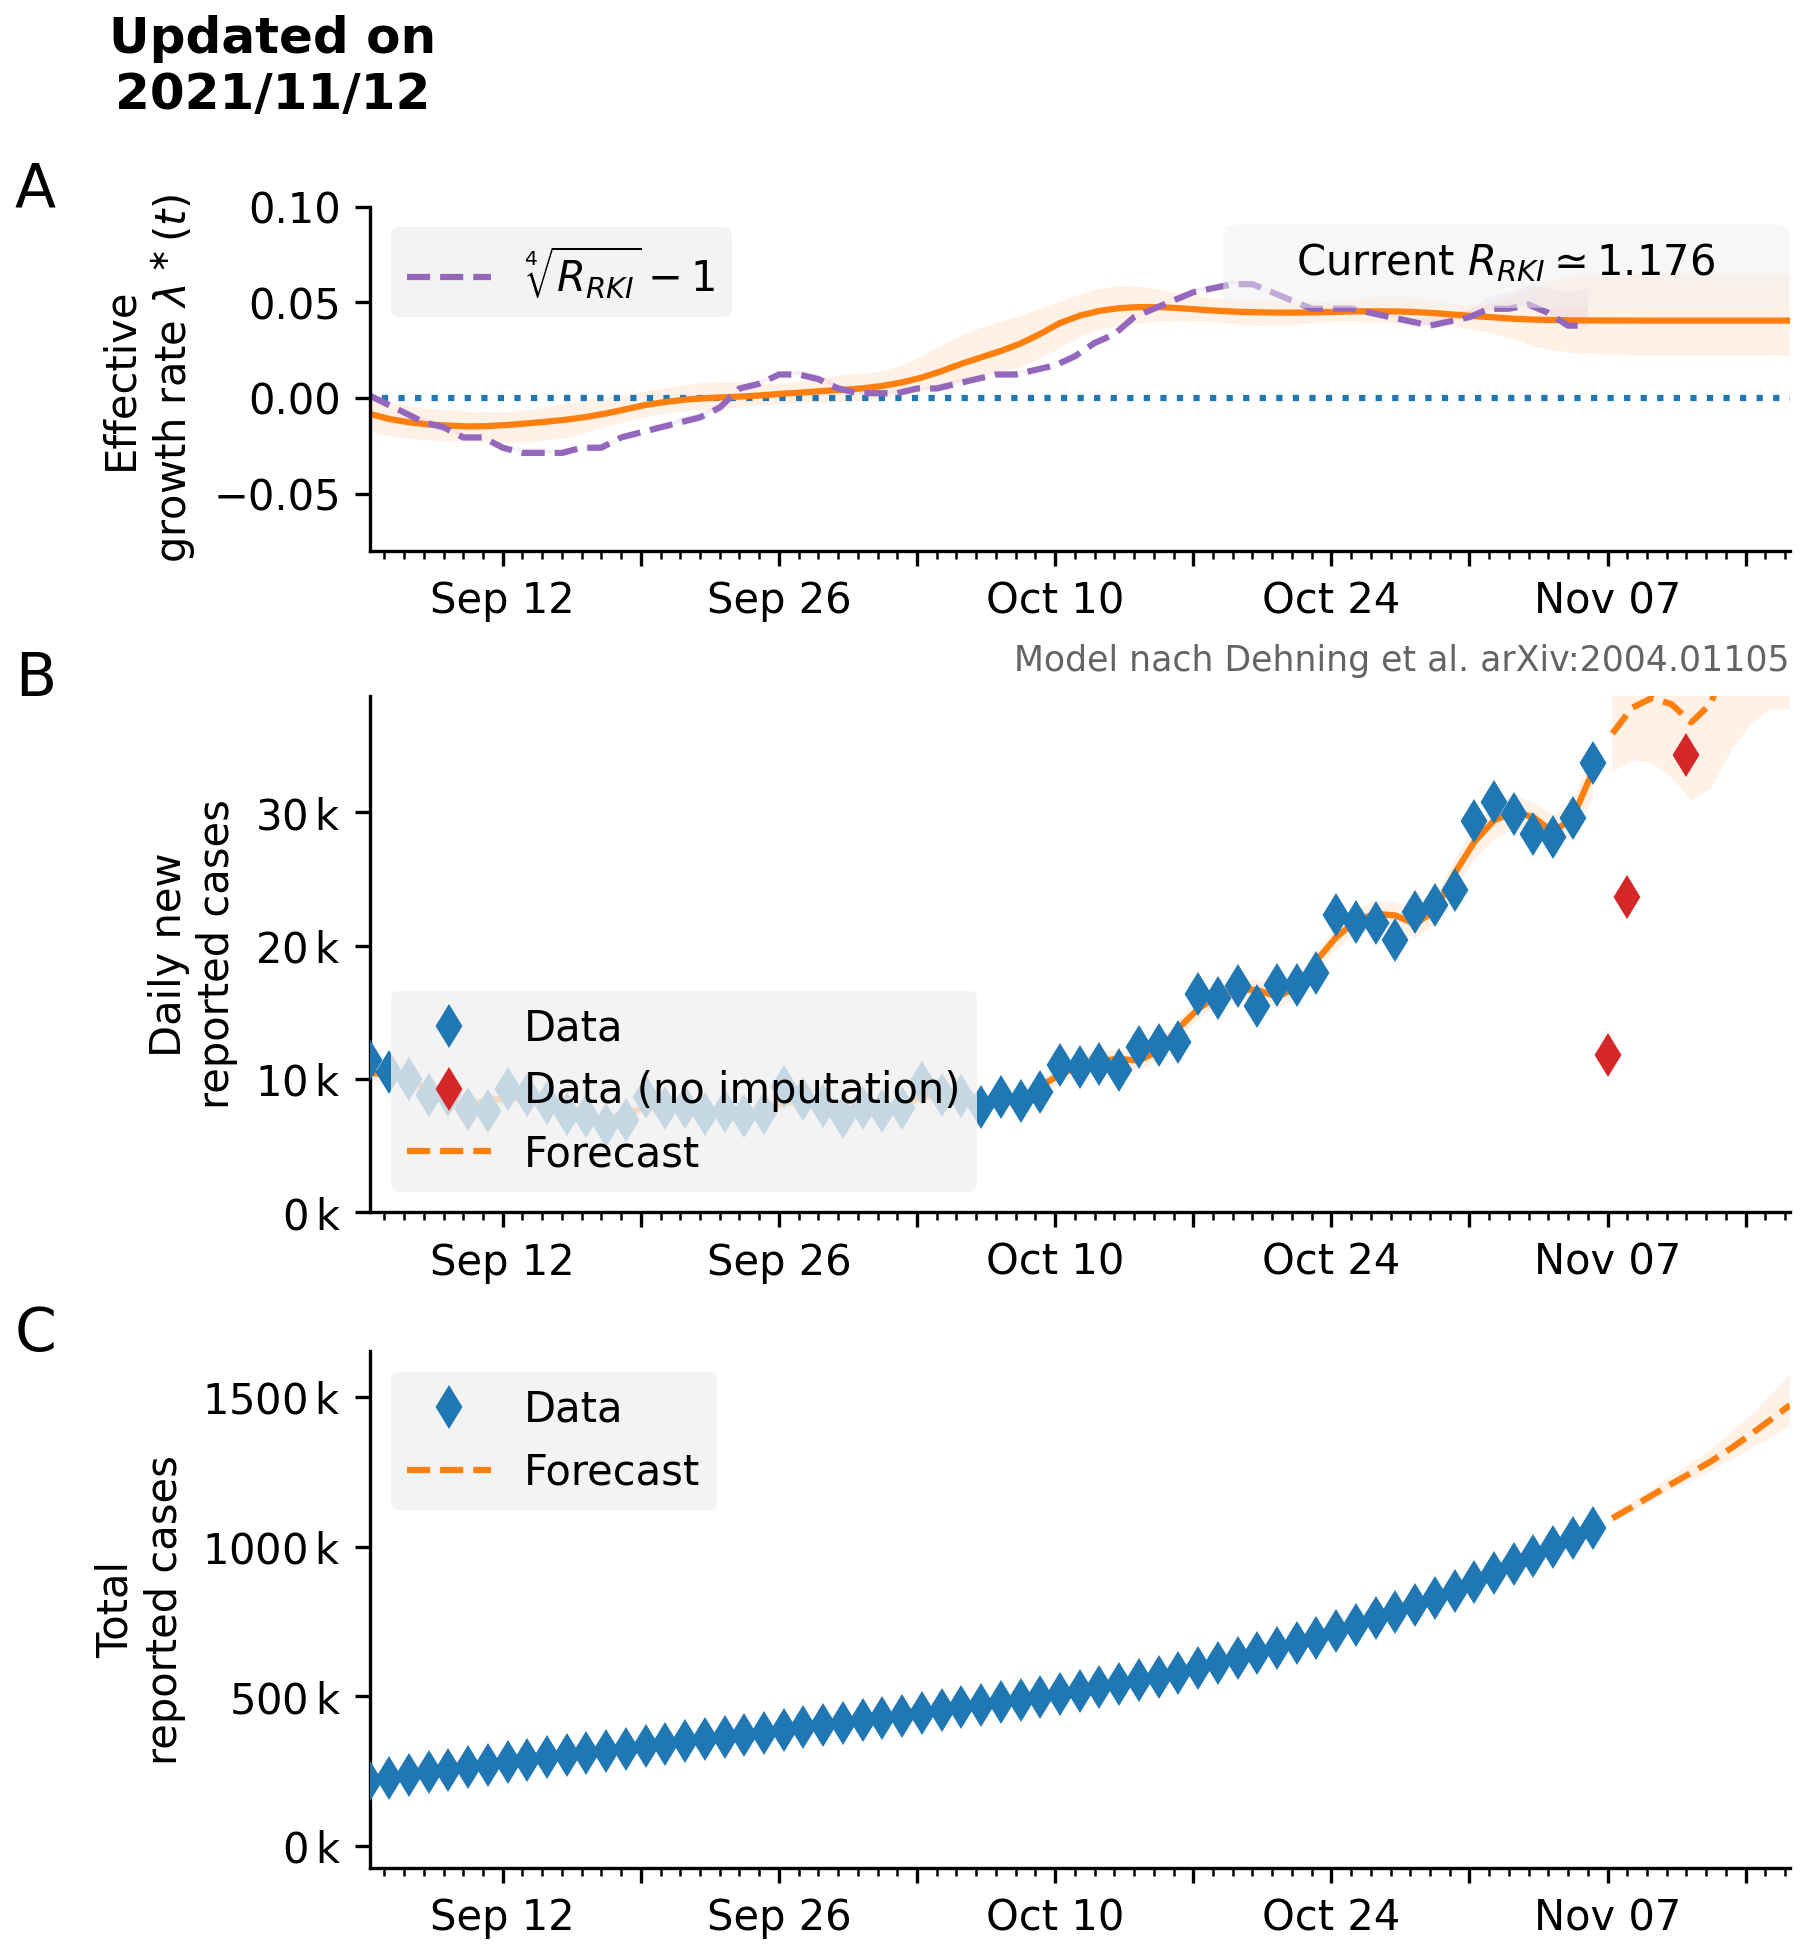 Updated on
2021/11/12
A
Effective
growth rate λ * (t)
0.10
0.05
0.00
−0.05
∜R_RKI − 1
Current R_RKI ≃ 1.176
Sep 12
Sep 26
Oct 10
Oct 24
Nov 07
Model nach Dehning et al. arXiv:2004.01105
B
Daily new
reported cases
30 k
20 k
10 k
0 k
Data
Data (no imputation)
Forecast
Sep 12
Sep 26
Oct 10
Oct 24
Nov 07
C
Total
reported cases
1500 k
1000 k
500 k
0 k
Data
Forecast
Sep 12
Sep 26
Oct 10
Oct 24
Nov 07